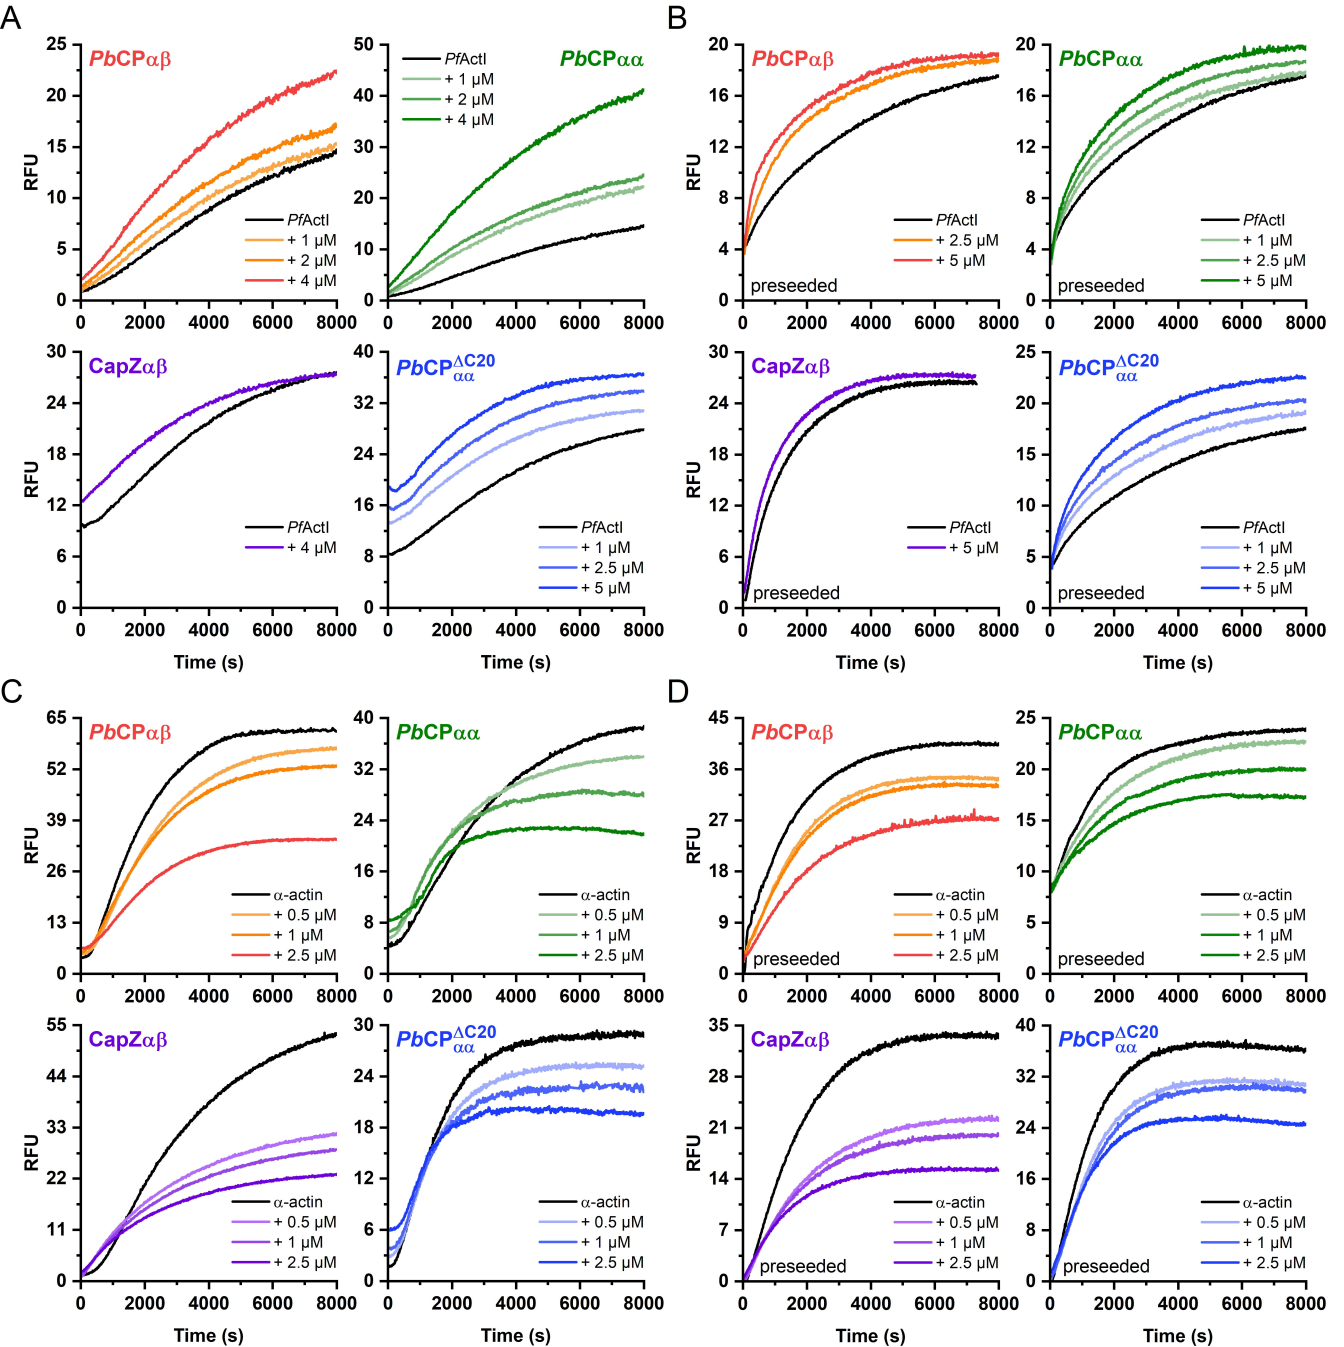 A
PbCPαβ
RFU
25
20
15
10
5
0
PfActI
+ 1 µM
+ 2 µM
+ 4 µM
0 2000 4000 6000 8000
PbCPαα
50
40
30
20
10
0
PfActI
+ 1 µM
+ 2 µM
+ 4 µM
0 2000 4000 6000 8000
CapZαβ
RFU
30
24
18
12
6
0
PfActI
+ 4 µM
0 2000 4000 6000 8000
Time (s)
PbCPααΔC20
40
32
24
16
8
0
PfActI
+ 1 µM
+ 2.5 µM
+ 5 µM
0 2000 4000 6000 8000
Time (s)
B
PbCPαβ
RFU
20
16
12
8
4
0
PfActI
+ 2.5 µM
+ 5 µM
preseeded
0 2000 4000 6000 8000
PbCPαα
20
16
12
8
4
0
PfActI
+ 1 µM
+ 2.5 µM
+ 5 µM
preseeded
0 2000 4000 6000 8000
CapZαβ
RFU
30
24
18
12
6
0
PfActI
+ 5 µM
preseeded
0 2000 4000 6000 8000
Time (s)
PbCPααΔC20
25
20
15
10
5
0
PfActI
+ 1 µM
+ 2.5 µM
+ 5 µM
preseeded
0 2000 4000 6000 8000
Time (s)
C
PbCPαβ
RFU
65
52
39
26
13
0
α-actin
+ 0.5 µM
+ 1 µM
+ 2.5 µM
0 2000 4000 6000 8000
PbCPαα
40
32
24
16
8
0
α-actin
+ 0.5 µM
+ 1 µM
+ 2.5 µM
0 2000 4000 6000 8000
CapZαβ
RFU
55
44
33
22
11
0
α-actin
+ 0.5 µM
+ 1 µM
+ 2.5 µM
0 2000 4000 6000 8000
Time (s)
PbCPααΔC20
30
24
18
12
6
0
α-actin
+ 0.5 µM
+ 1 µM
+ 2.5 µM
0 2000 4000 6000 8000
Time (s)
D
PbCPαβ
RFU
45
36
27
18
9
0
α-actin
+ 0.5 µM
+ 1 µM
+ 2.5 µM
preseeded
0 2000 4000 6000 8000
PbCPαα
25
20
15
10
5
0
α-actin
+ 0.5 µM
+ 1 µM
+ 2.5 µM
preseeded
0 2000 4000 6000 8000
CapZαβ
RFU
35
28
21
14
7
0
α-actin
+ 0.5 µM
+ 1 µM
+ 2.5 µM
preseeded
0 2000 4000 6000 8000
Time (s)
PbCPααΔC20
40
32
24
16
8
0
α-actin
+ 0.5 µM
+ 1 µM
+ 2.5 µM
preseeded
0 2000 4000 6000 8000
Time (s)